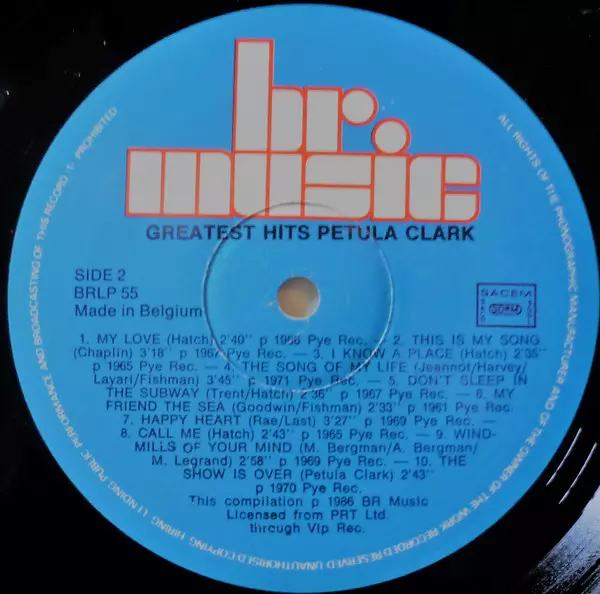 br.
music
GREATEST HITS PETULA CLARK
SIDE 2
BRLP 55
Made in Belgium
SACEM
SDRM
1. MY LOVE (Hatch) 2'40" p 1966 Pye Rec. — 2. THIS IS MY SONG
(Chaplin) 3'18" p 1967 Pye Rec. — 3. I KNOW A PLACE (Hatch) 2'35"
p 1965 Pye Rec. — 4. THE SONG OF MY LIFE (Jeannot/Harvey/
Layari/Fishman) 3'45" p 1971 Pye Rec. — 5. DON'T SLEEP IN
THE SUBWAY (Trent/Hatch) 2'36" p 1967 Pye Rec. — 6. MY
FRIEND THE SEA (Goodwin/Fishman) 2'33" p 1961 Pye Rec.
7. HAPPY HEART (Rae/Last) 3'27" p 1969 Pye Rec. —
8. CALL ME (Hatch) 2'43" p 1965 Pye Rec. — 9. WIND-
MILLS OF YOUR MIND (M. Bergman/A. Bergman/
M. Legrand) 2'58" p 1969 Pye Rec. — 10. THE
SHOW IS OVER (Petula Clark) 2'43"
p 1970 Pye Rec.
This compilation p 1986 BR Music
Licensed from PRT Ltd.
through Vip Rec.
ALL RIGHTS OF THE PHONOGRAPHIC MANUFACTURER AND OF THE OWNER OF THE WORK RECORDED RESERVED UNAUTHORISED COPYING HIRING LENDING PUBLIC PERFORMANCE AND BROADCASTING OF THIS RECORD PROHIBITED